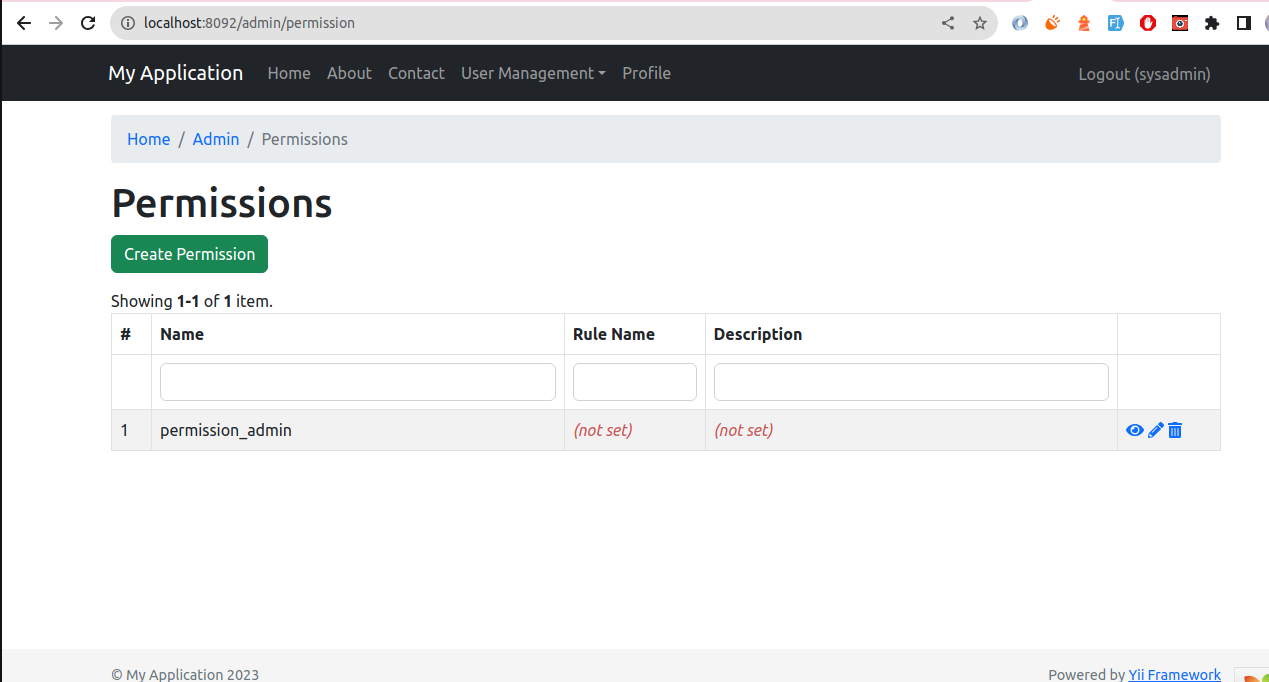 localhost:8092/admin/permission
My Application Home About Contact User Management Profile Logout (sysadmin)
Home / Admin / Permissions
Permissions
Create Permission
Showing 1-1 of 1 item.
# Name Rule Name Description
1 permission_admin (not set) (not set)
© My Application 2023 Powered by Yii Framework